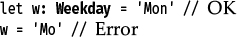 let w: Weekday = 'Mon' // OK
w = 'Mo' // Error